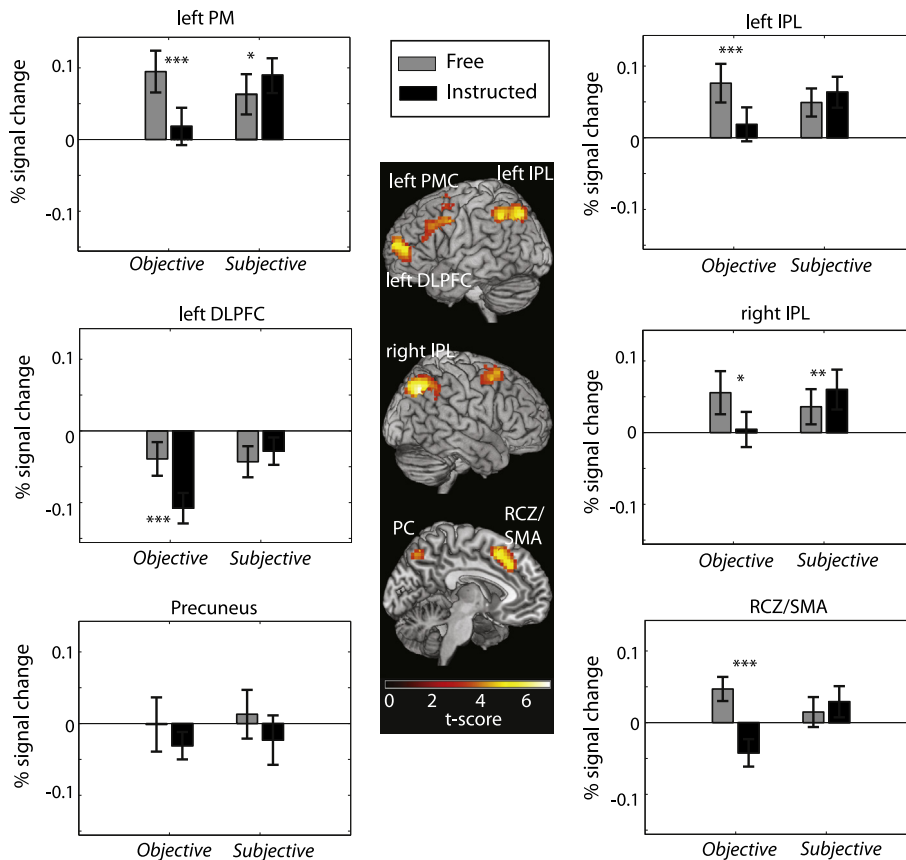 left PM
% signal change
0.1
***
*
0
-0.1
Objective Subjective
left DLPFC
% signal change
0.1
0
-0.1
***
Objective Subjective
Precuneus
% signal change
0.1
0
-0.1
Objective Subjective
Free
Instructed
left PMC
left IPL
left DLPFC
right IPL
PC
RCZ/
SMA
0 2 4 6
t-score
left IPL
% signal change
0.1
***
0
-0.1
Objective Subjective
right IPL
% signal change
0.1
*
**
0
-0.1
Objective Subjective
RCZ/SMA
% signal change
0.1
***
0
-0.1
Objective Subjective